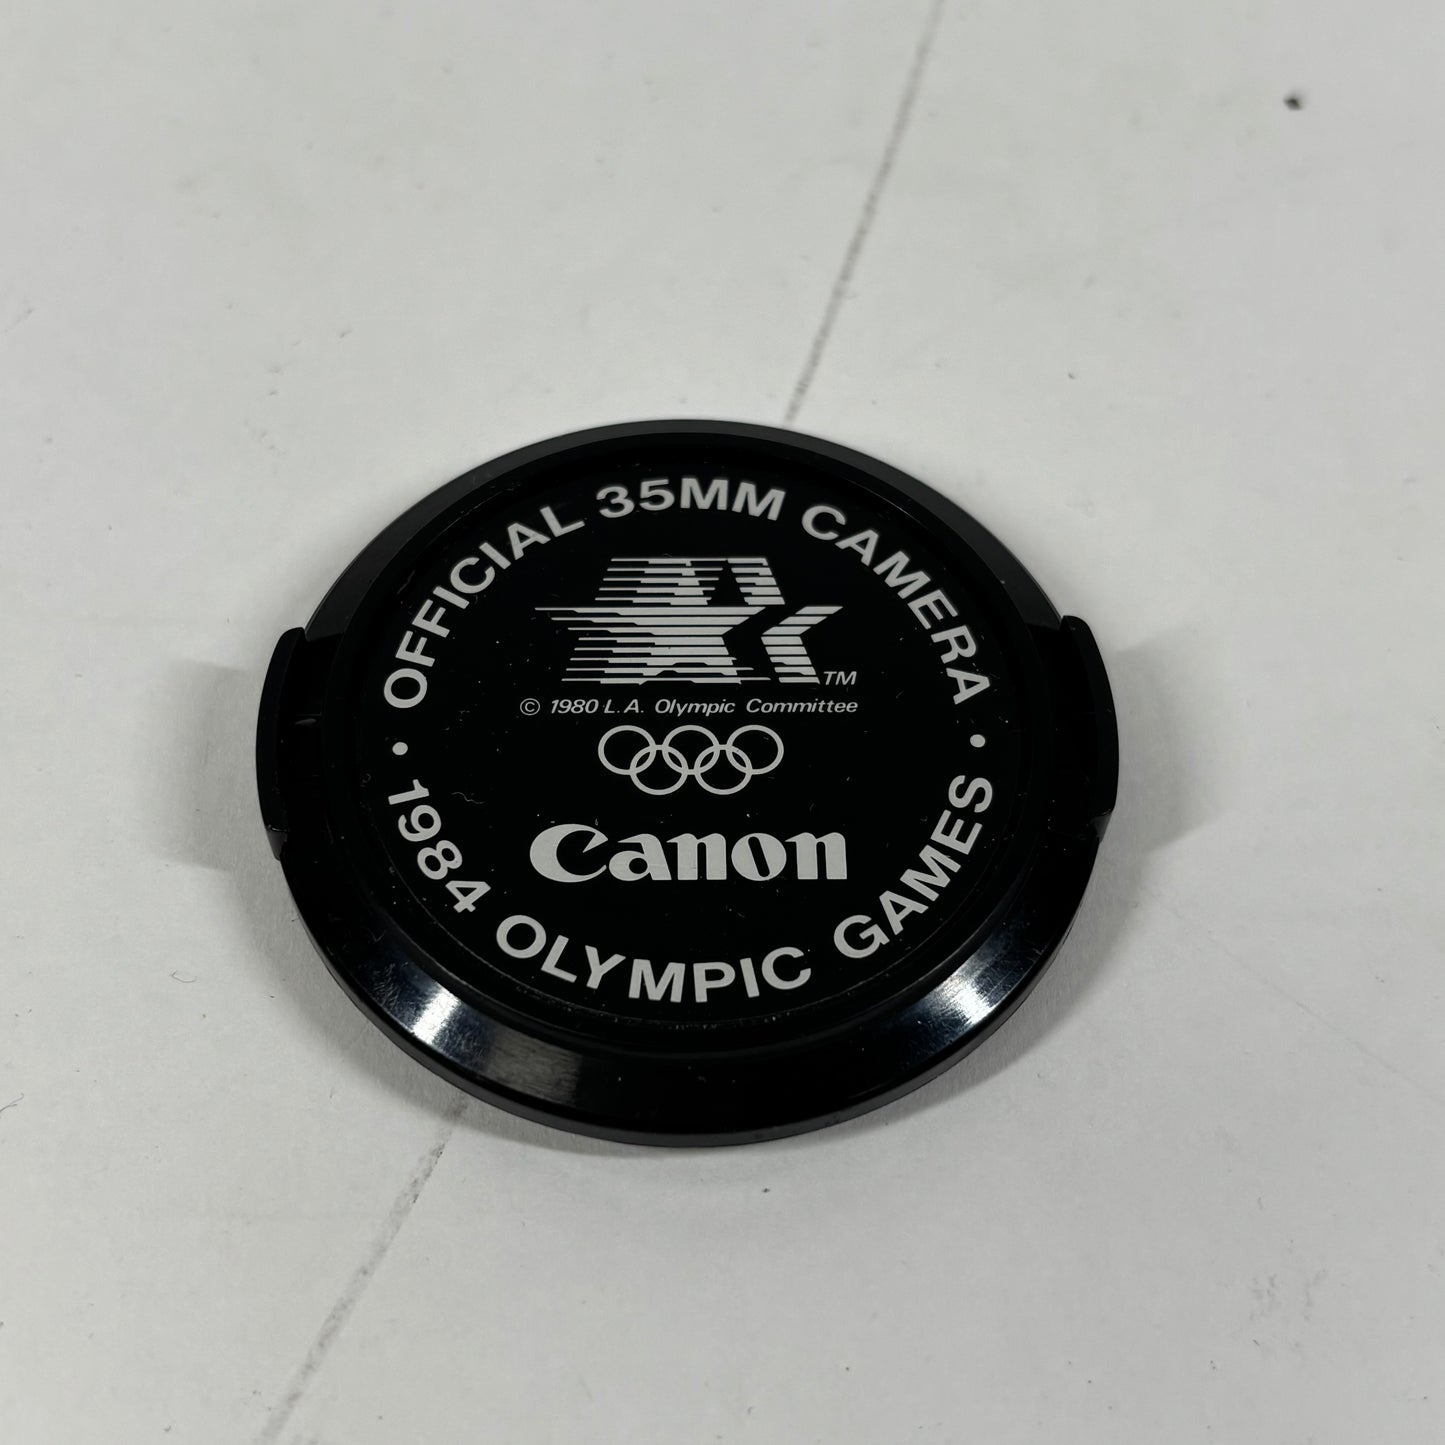 OFFICIAL 35MM CAMERA
TM
© 1980 L.A. Olympic Committee
Canon
• 1984 OLYMPIC GAMES •